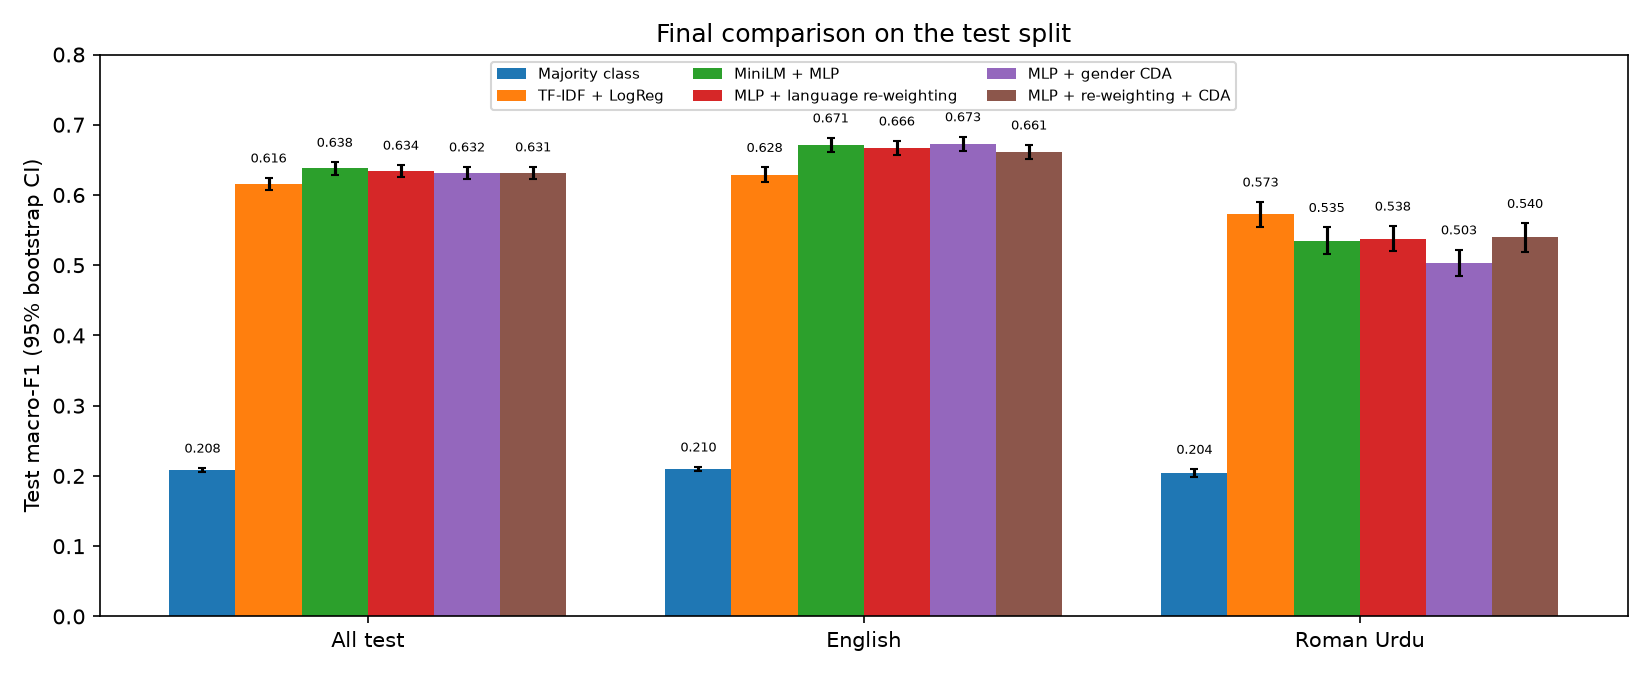 Final comparison on the test split
Majority class
TF-IDF + LogReg
MiniLM + MLP
MLP + language re-weighting
MLP + gender CDA
MLP + re-weighting + CDA
Test macro-F1 (95% bootstrap CI)
0.8
0.7
0.6
0.5
0.4
0.3
0.2
0.1
0.0
0.208
0.616
0.638
0.634
0.632
0.631
0.210
0.628
0.671
0.666
0.673
0.661
0.204
0.573
0.535
0.538
0.503
0.540
All test
English
Roman Urdu